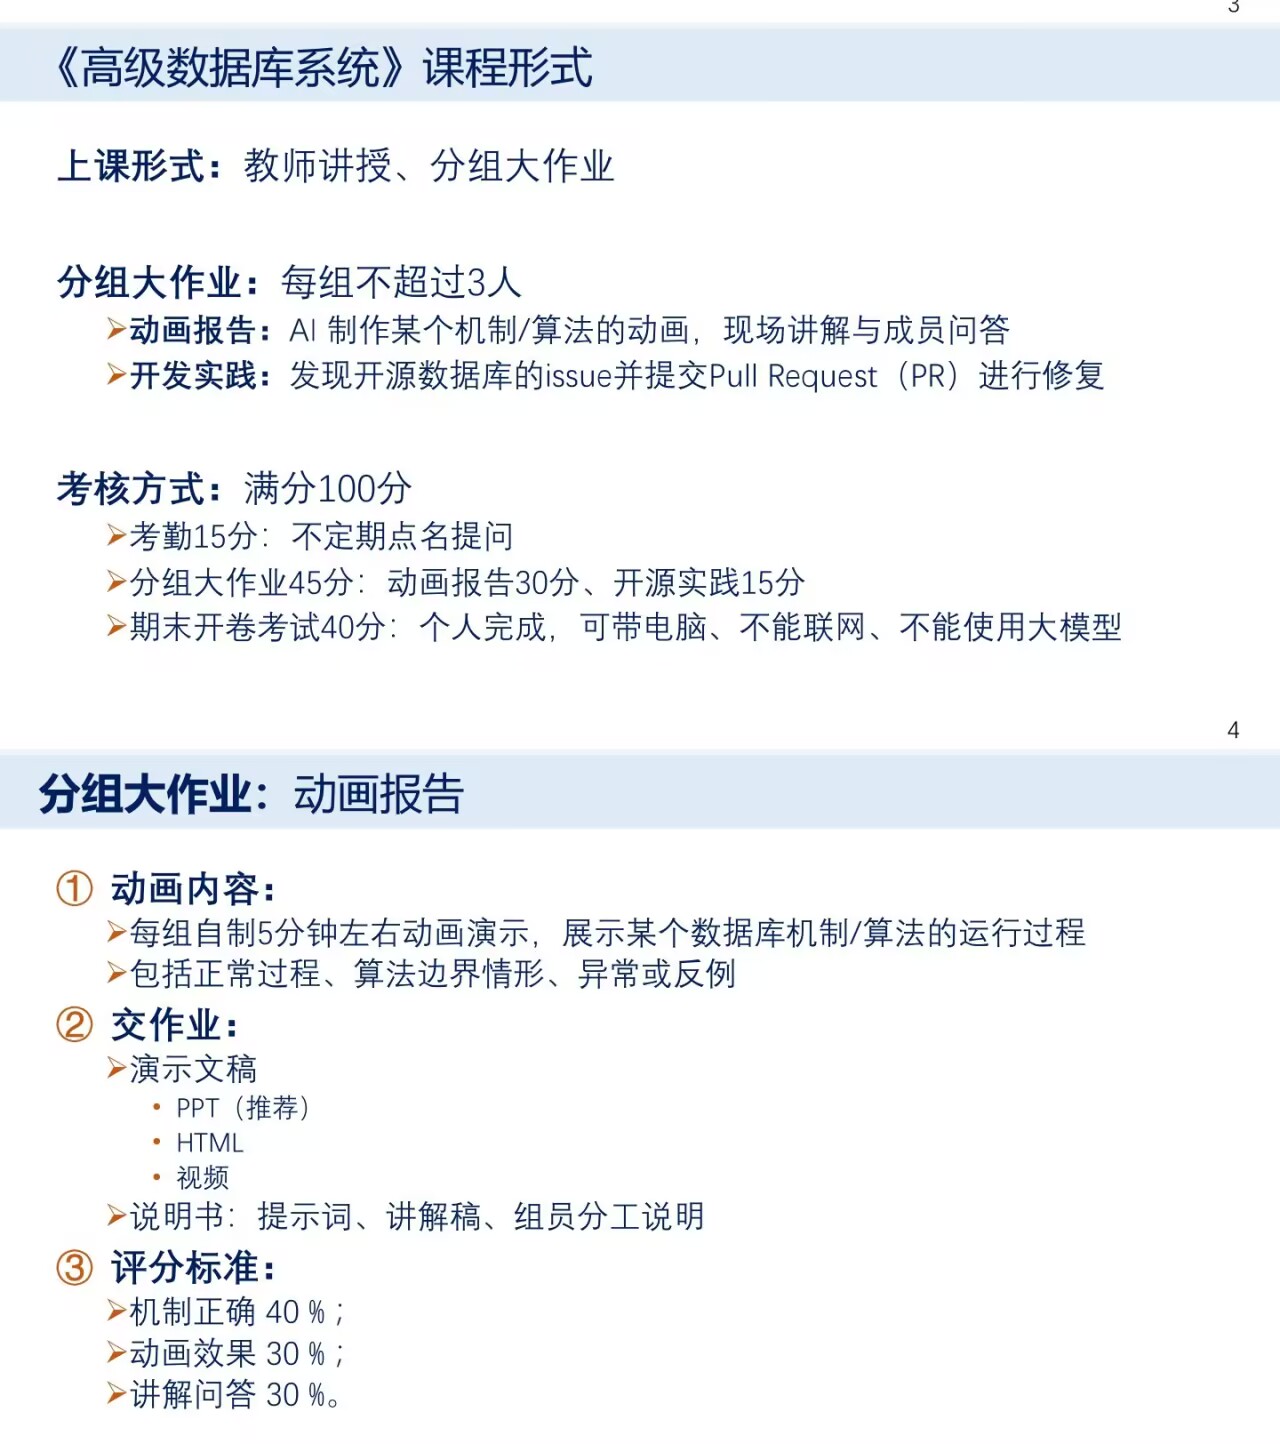 3
《高级数据库系统》课程形式
上课形式：教师讲授、分组大作业
分组大作业：每组不超过3人
➢动画报告：AI 制作某个机制/算法的动画，现场讲解与成员问答
➢开发实践：发现开源数据库的issue并提交Pull Request（PR）进行修复
考核方式：满分100分
➢考勤15分：不定期点名提问
➢分组大作业45分：动画报告30分、开源实践15分
➢期末开卷考试40分：个人完成，可带电脑、不能联网、不能使用大模型
4
分组大作业：动画报告
① 动画内容：
➢每组自制5分钟左右动画演示，展示某个数据库机制/算法的运行过程
➢包括正常过程、算法边界情形、异常或反例
② 交作业：
➢演示文稿
• PPT（推荐）
• HTML
• 视频
➢说明书：提示词、讲解稿、组员分工说明
③ 评分标准：
➢机制正确 40 %；
➢动画效果 30 %；
➢讲解问答 30 %。